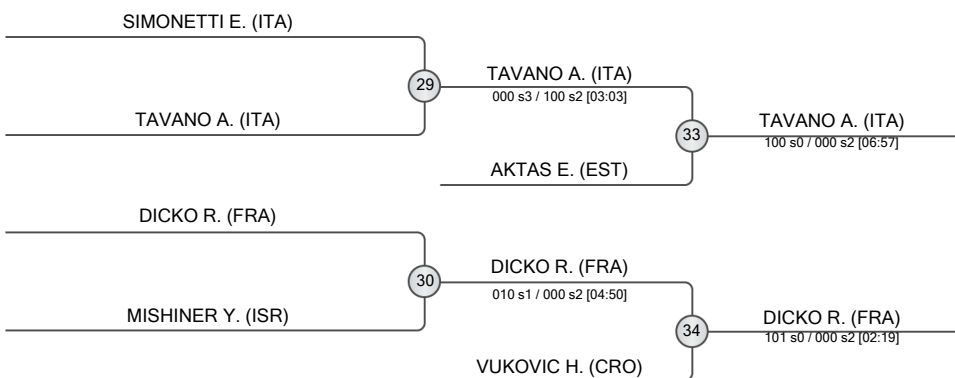 SIMONETTI E. (ITA)
29
TAVANO A. (ITA)
000 s3 / 100 s2 [03:03]
TAVANO A. (ITA)
33
TAVANO A. (ITA)
100 s0 / 000 s2 [06:57]
AKTAS E. (EST)
DICKO R. (FRA)
30
DICKO R. (FRA)
010 s1 / 000 s2 [04:50]
MISHINER Y. (ISR)
34
DICKO R. (FRA)
101 s0 / 000 s2 [02:19]
VUKOVIC H. (CRO)